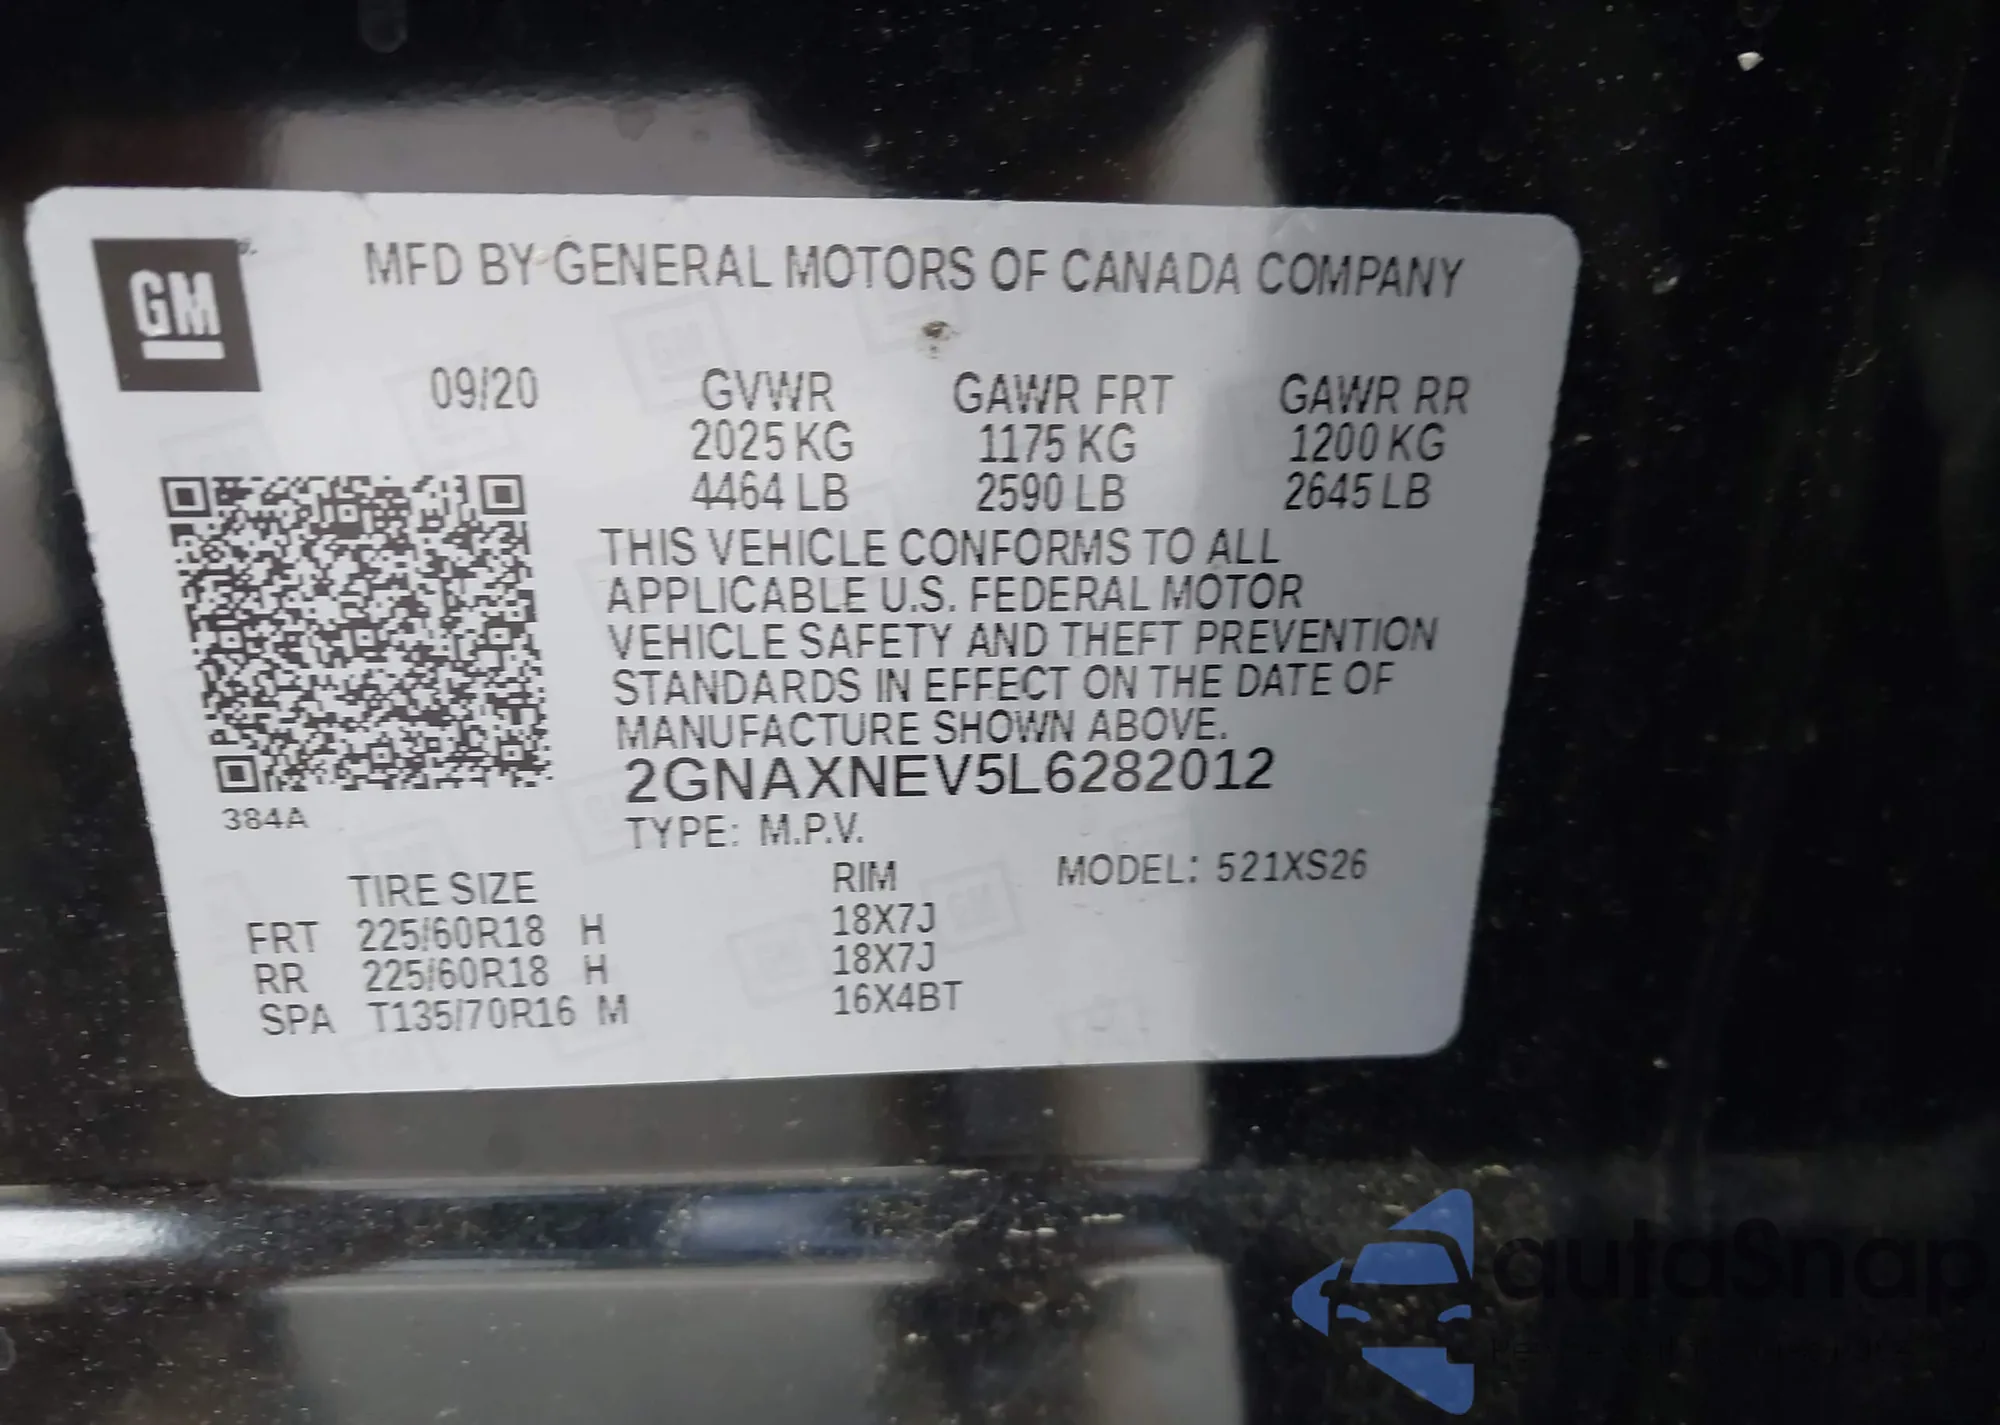 GM
MFD BY GENERAL MOTORS OF CANADA COMPANY
09/20 GVWR GAWR FRT GAWR RR
2025 KG 1175 KG 1200 KG
4464 LB 2590 LB 2645 LB
THIS VEHICLE CONFORMS TO ALL
APPLICABLE U.S. FEDERAL MOTOR
VEHICLE SAFETY AND THEFT PREVENTION
STANDARDS IN EFFECT ON THE DATE OF
MANUFACTURE SHOWN ABOVE.
2GNAXNEV5L6282012
384A
TYPE: M.P.V.
TIRE SIZE RIM MODEL: 521XS26
FRT 225/60R18 H 18X7J
RR 225/60R18 H 18X7J
SPA T135/70R16 M 16X4BT
autaSnap